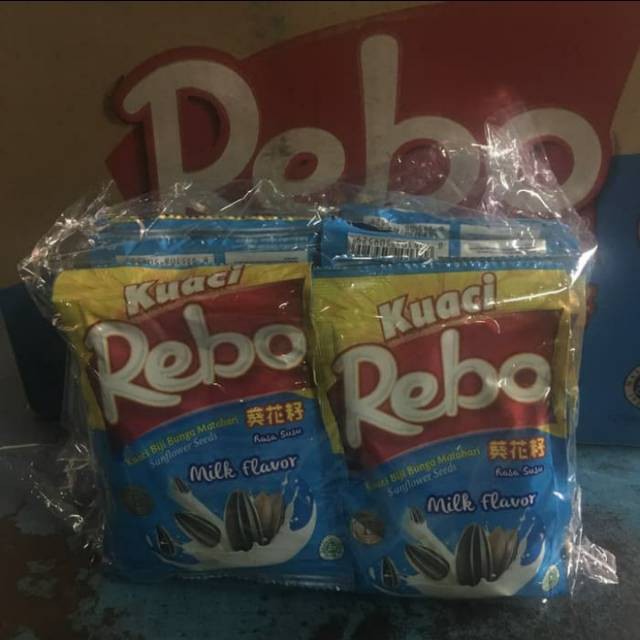 Rebo
Kuaci
Rebo
Kuaci Biji Bunga Matahari
Sunflower Seeds
葵花籽
Rasa Susu
Milk Flavor
Kuaci
Rebo
Kuaci Biji Bunga Matahari
Sunflower Seeds
葵花籽
Rasa Susu
Milk Flavor